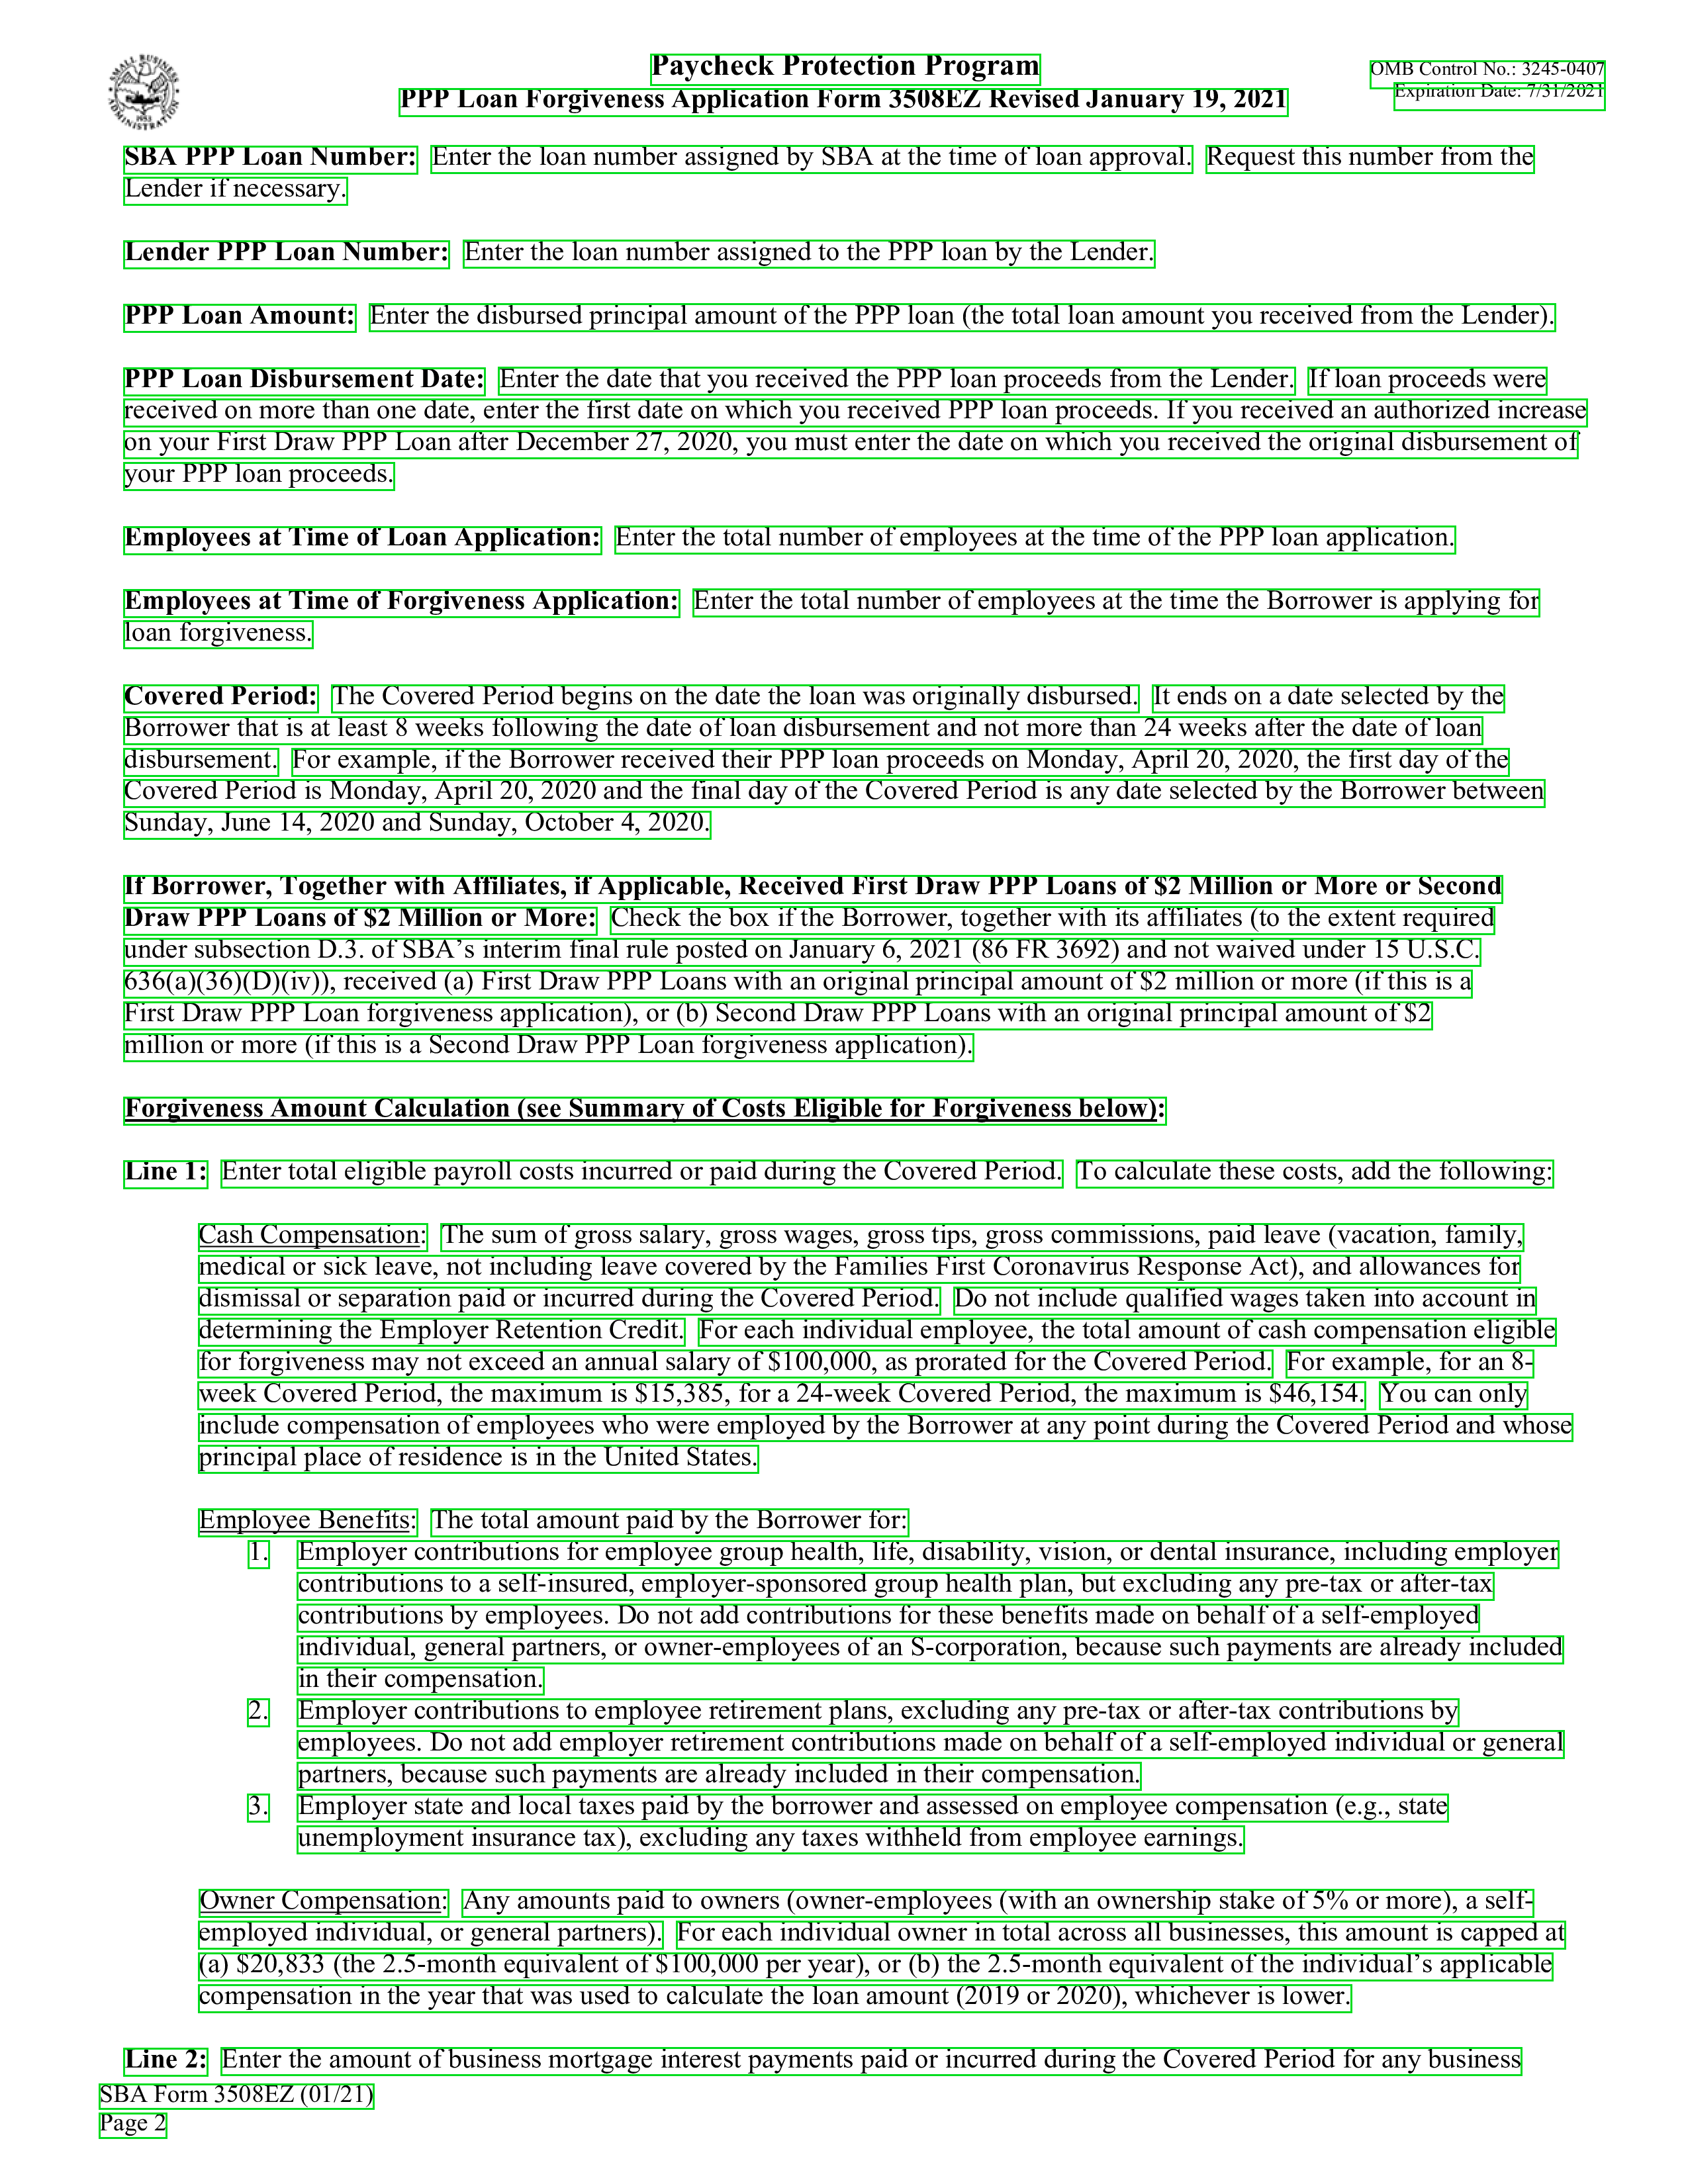 Paycheck Protection Program
PPP Loan Forgiveness Application Form 3508EZ Revised January 19, 2021
OMB Control No.: 3245-0407
Expiration Date: 7/31/2021
SMALL BUSINESS ADMINISTRATION
1953
SBA PPP Loan Number: Enter the loan number assigned by SBA at the time of loan approval. Request this number from the
Lender if necessary.
Lender PPP Loan Number: Enter the loan number assigned to the PPP loan by the Lender.
PPP Loan Amount: Enter the disbursed principal amount of the PPP loan (the total loan amount you received from the Lender).
PPP Loan Disbursement Date: Enter the date that you received the PPP loan proceeds from the Lender. If loan proceeds were
received on more than one date, enter the first date on which you received PPP loan proceeds. If you received an authorized increase
on your First Draw PPP Loan after December 27, 2020, you must enter the date on which you received the original disbursement of
your PPP loan proceeds.
Employees at Time of Loan Application: Enter the total number of employees at the time of the PPP loan application.
Employees at Time of Forgiveness Application: Enter the total number of employees at the time the Borrower is applying for
loan forgiveness.
Covered Period: The Covered Period begins on the date the loan was originally disbursed. It ends on a date selected by the
Borrower that is at least 8 weeks following the date of loan disbursement and not more than 24 weeks after the date of loan
disbursement. For example, if the Borrower received their PPP loan proceeds on Monday, April 20, 2020, the first day of the
Covered Period is Monday, April 20, 2020 and the final day of the Covered Period is any date selected by the Borrower between
Sunday, June 14, 2020 and Sunday, October 4, 2020.
If Borrower, Together with Affiliates, if Applicable, Received First Draw PPP Loans of $2 Million or More or Second
Draw PPP Loans of $2 Million or More: Check the box if the Borrower, together with its affiliates (to the extent required
under subsection D.3. of SBA’s interim final rule posted on January 6, 2021 (86 FR 3692) and not waived under 15 U.S.C.
636(a)(36)(D)(iv)), received (a) First Draw PPP Loans with an original principal amount of $2 million or more (if this is a
First Draw PPP Loan forgiveness application), or (b) Second Draw PPP Loans with an original principal amount of $2
million or more (if this is a Second Draw PPP Loan forgiveness application).
Forgiveness Amount Calculation (see Summary of Costs Eligible for Forgiveness below):
Line 1: Enter total eligible payroll costs incurred or paid during the Covered Period. To calculate these costs, add the following:
Cash Compensation: The sum of gross salary, gross wages, gross tips, gross commissions, paid leave (vacation, family,
medical or sick leave, not including leave covered by the Families First Coronavirus Response Act), and allowances for
dismissal or separation paid or incurred during the Covered Period. Do not include qualified wages taken into account in
determining the Employer Retention Credit. For each individual employee, the total amount of cash compensation eligible
for forgiveness may not exceed an annual salary of $100,000, as prorated for the Covered Period. For example, for an 8-
week Covered Period, the maximum is $15,385, for a 24-week Covered Period, the maximum is $46,154. You can only
include compensation of employees who were employed by the Borrower at any point during the Covered Period and whose
principal place of residence is in the United States.
Employee Benefits: The total amount paid by the Borrower for:
1. Employer contributions for employee group health, life, disability, vision, or dental insurance, including employer
contributions to a self-insured, employer-sponsored group health plan, but excluding any pre-tax or after-tax
contributions by employees. Do not add contributions for these benefits made on behalf of a self-employed
individual, general partners, or owner-employees of an S-corporation, because such payments are already included
in their compensation.
2. Employer contributions to employee retirement plans, excluding any pre-tax or after-tax contributions by
employees. Do not add employer retirement contributions made on behalf of a self-employed individual or general
partners, because such payments are already included in their compensation.
3. Employer state and local taxes paid by the borrower and assessed on employee compensation (e.g., state
unemployment insurance tax), excluding any taxes withheld from employee earnings.
Owner Compensation: Any amounts paid to owners (owner-employees (with an ownership stake of 5% or more), a self-
employed individual, or general partners). For each individual owner in total across all businesses, this amount is capped at
(a) $20,833 (the 2.5-month equivalent of $100,000 per year), or (b) the 2.5-month equivalent of the individual’s applicable
compensation in the year that was used to calculate the loan amount (2019 or 2020), whichever is lower.
Line 2: Enter the amount of business mortgage interest payments paid or incurred during the Covered Period for any business
SBA Form 3508EZ (01/21)
Page 2